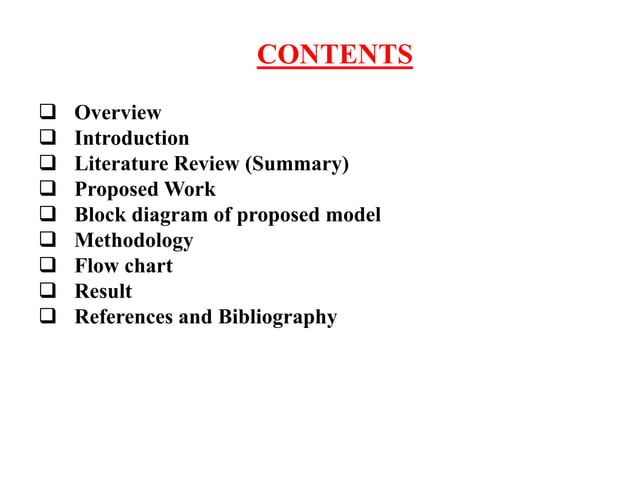 CONTENTS
❑ Overview
❑ Introduction
❑ Literature Review (Summary)
❑ Proposed Work
❑ Block diagram of proposed model
❑ Methodology
❑ Flow chart
❑ Result
❑ References and Bibliography